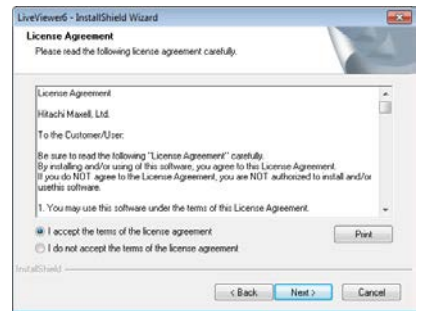 LiveViewer6 - InstallShield Wizard
License Agreement
Please read the following license agreement carefully.
License Agreement
Hitachi Maxell, Ltd.
To the Customer/User:
Be sure to read the following "License Agreement" carefully.
By installing and/or using of this software, you agree to this License Agreement.
If you do NOT agree to the License Agreement, you are NOT authorized to install and/or
usethis software.
1. You may use this software under the terms of this License Agreement.
I accept the terms of the license agreement
Print
I do not accept the terms of the license agreement
InstallShield
< Back
Next >
Cancel